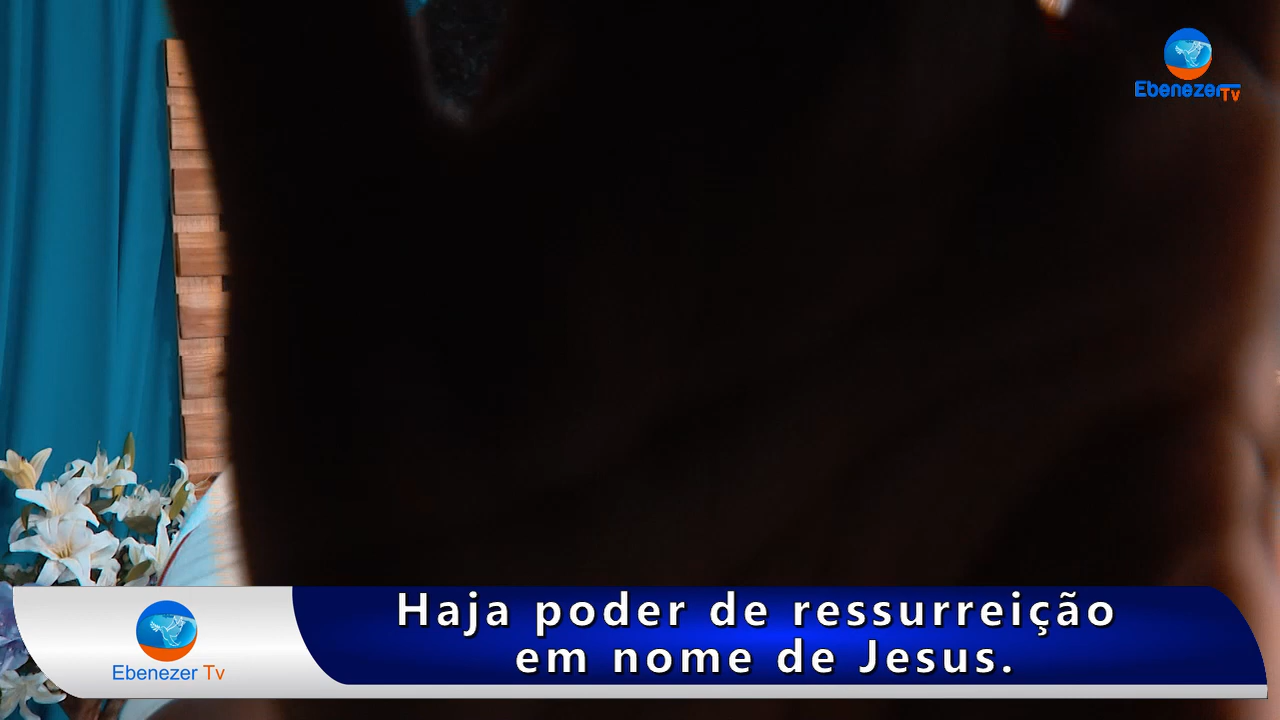 Ebenezer Tv
Haja poder de ressurreição
em nome de Jesus.
Ebenezer Tv